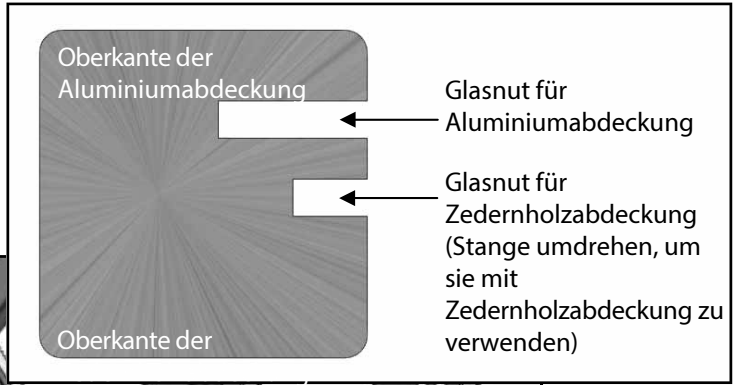 Oberkante der
Aluminiumabdeckung
Glasnut für
Aluminiumabdeckung
Glasnut für
Zedernholzabdeckung
(Stange umdrehen, um
sie mit
Zedernholzabdeckung zu
verwenden)
Oberkante der